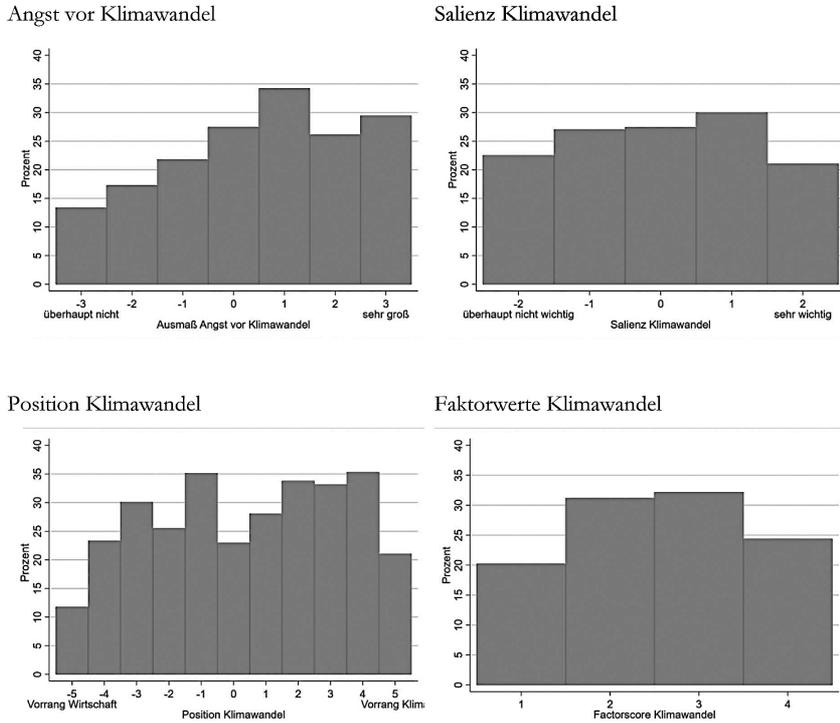 Angst vor Klimawandel
40
35
30
25
20
15
10
5
0
Prozent
-3 -2 -1 0 1 2 3
überhaupt nicht sehr groß
Ausmaß Angst vor Klimawandel
Salienz Klimawandel
40
35
30
25
20
15
10
5
0
Prozent
-2 -1 0 1 2
überhaupt nicht wichtig sehr wichtig
Salienz Klimawandel
Position Klimawandel
40
35
30
25
20
15
10
5
0
Prozent
-5 -4 -3 -2 -1 0 1 2 3 4 5
Vorrang Wirtschaft Vorrang Klima
Position Klimawandel
Faktorwerte Klimawandel
40
35
30
25
20
15
10
5
0
Prozent
1 2 3 4
Factorscore Klimawandel